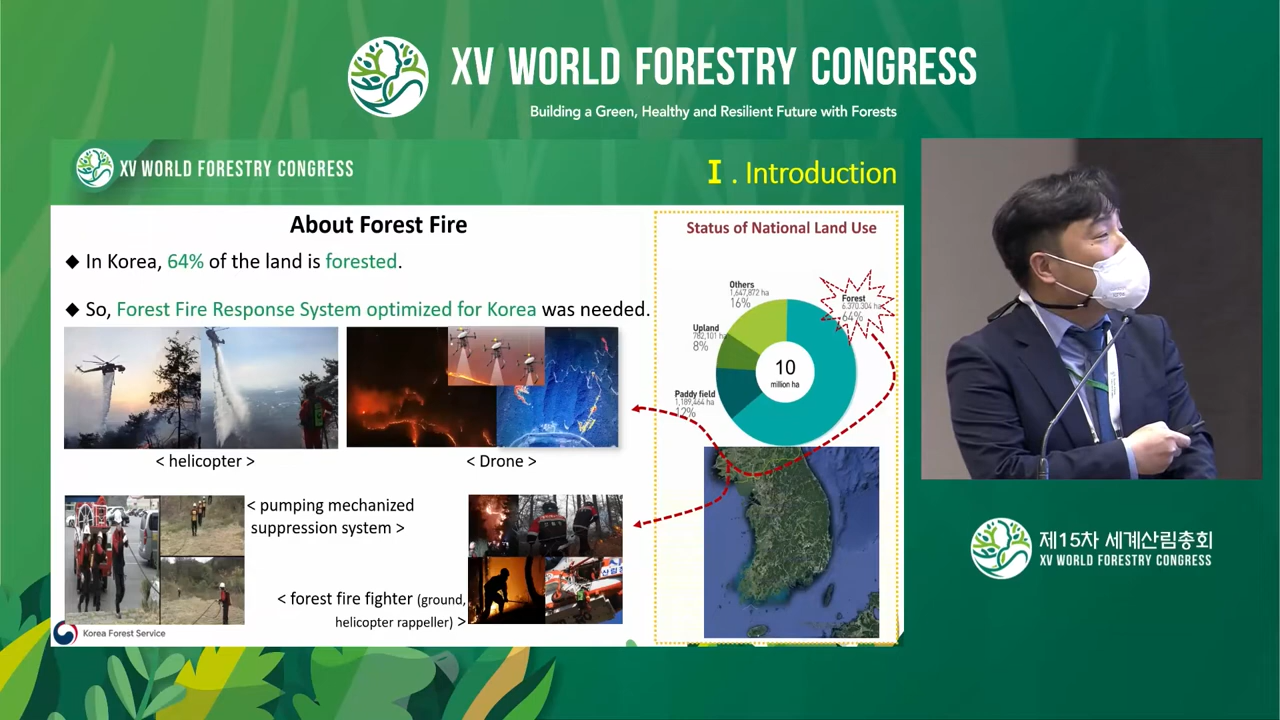 XV WORLD FORESTRY CONGRESS
Building a Green, Healthy and Resilient Future with Forests
XV WORLD FORESTRY CONGRESS
I . Introduction
About Forest Fire
◆ In Korea, 64% of the land is forested.
◆ So, Forest Fire Response System optimized for Korea was needed.
< helicopter >
< Drone >
< pumping mechanized
suppression system >
< forest fire fighter (ground,
helicopter rappeller) >
Korea Forest Service
Status of National Land Use
Others
1,647,872 ha
16%
Forest
6,370,304 ha
64%
Upland
782,101 ha
8%
Paddy field
1,189,464 ha
12%
10
million ha
제15차 세계산림총회
XV WORLD FORESTRY CONGRESS